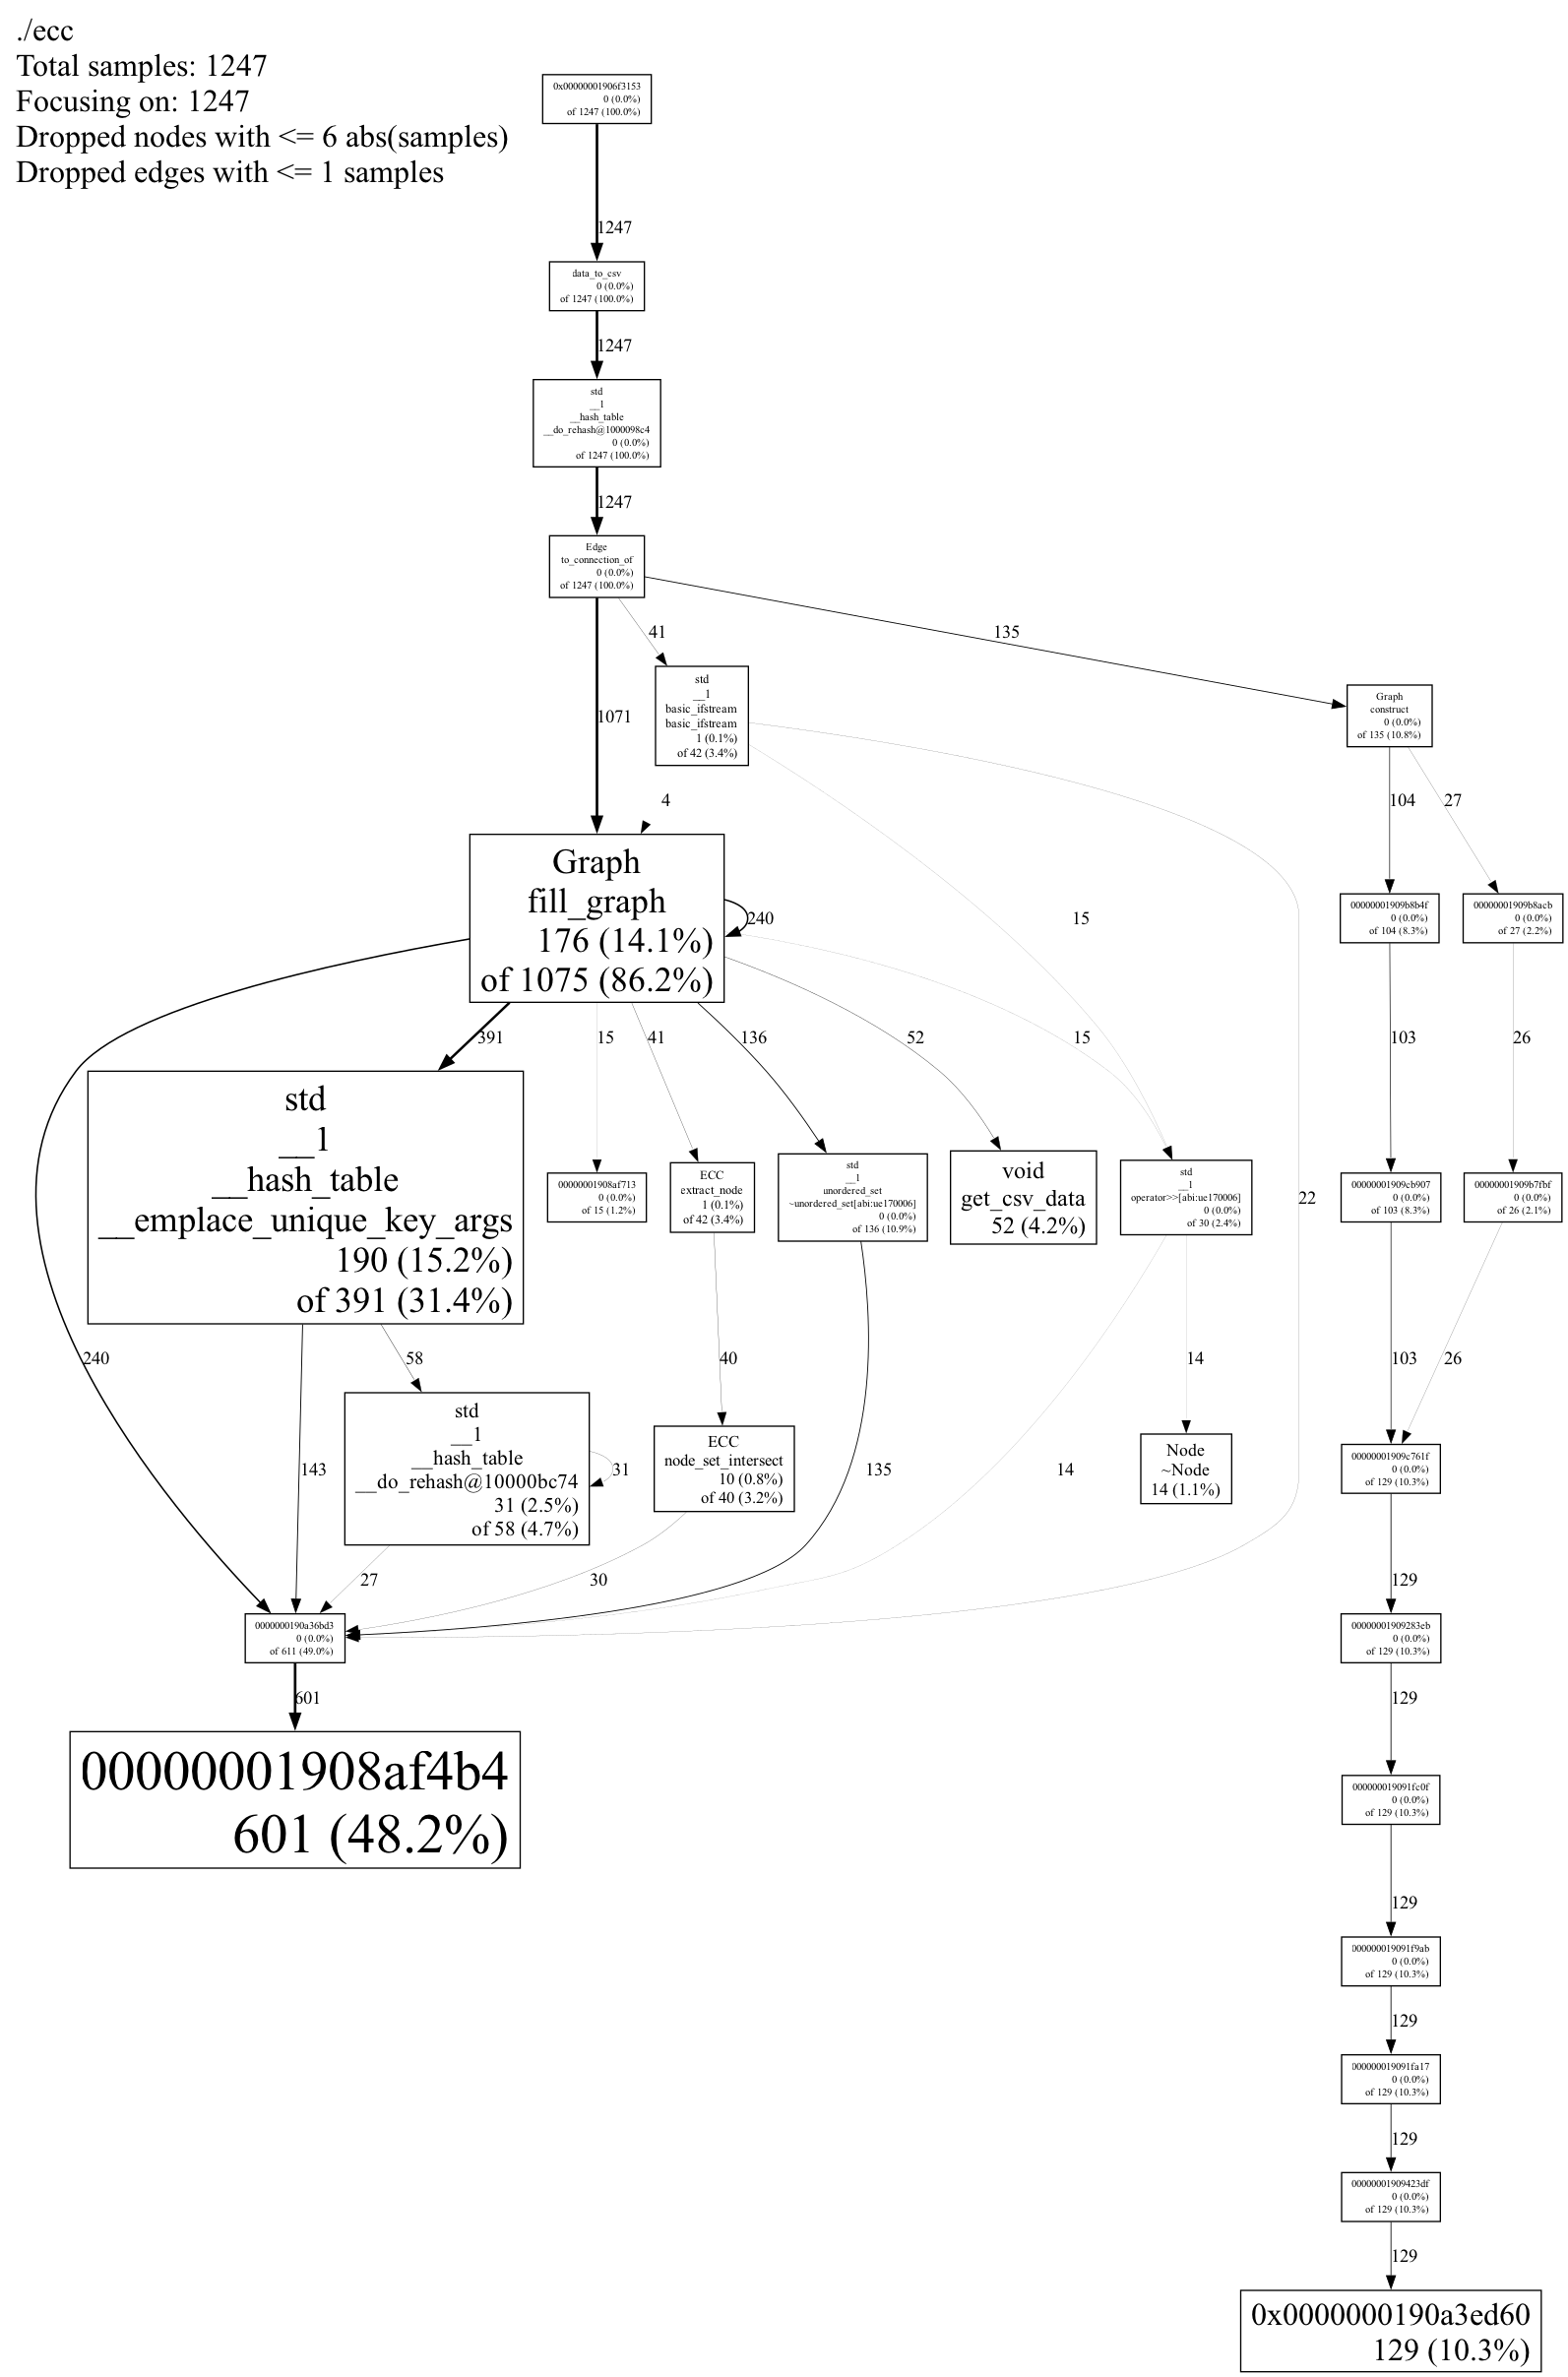 ./ecc
Total samples: 1247
Focusing on: 1247
Dropped nodes with <= 6 abs(samples)
Dropped edges with <= 1 samples
0x00000001906f3153
0 (0.0%)
of 1247 (100.0%)
1247
data_to_csv
0 (0.0%)
of 1247 (100.0%)
1247
std
__1
__hash_table
__do_rehash@1000098c4
0 (0.0%)
of 1247 (100.0%)
1247
Edge
to_connection_of
0 (0.0%)
of 1247 (100.0%)
41
135
1071
std
__1
basic_ifstream
basic_ifstream
1 (0.1%)
of 42 (3.4%)
Graph
construct
0 (0.0%)
of 135 (10.8%)
4
104
27
Graph
fill_graph
176 (14.1%)
of 1075 (86.2%)
240
15
00000001909b8b4f
0 (0.0%)
of 104 (8.3%)
00000001909b8acb
0 (0.0%)
of 27 (2.2%)
391
15
41
136
52
15
103
26
std
__1
__hash_table
__emplace_unique_key_args
190 (15.2%)
of 391 (31.4%)
00000001908af713
0 (0.0%)
of 15 (1.2%)
ECC
extract_node
1 (0.1%)
of 42 (3.4%)
std
__1
unordered_set
~unordered_set[abi:ue170006]
0 (0.0%)
of 136 (10.9%)
void
get_csv_data
52 (4.2%)
std
__1
operator>>[abi:ue170006]
0 (0.0%)
of 30 (2.4%)
22
00000001909cb907
0 (0.0%)
of 103 (8.3%)
00000001909b7fbf
0 (0.0%)
of 26 (2.1%)
240
58
40
14
103
26
143
std
__1
__hash_table
__do_rehash@10000bc74
31 (2.5%)
of 58 (4.7%)
31
ECC
node_set_intersect
10 (0.8%)
of 40 (3.2%)
135
14
Node
~Node
14 (1.1%)
00000001909c761f
0 (0.0%)
of 129 (10.3%)
27
30
129
0000000190a36bd3
0 (0.0%)
of 611 (49.0%)
00000001909283eb
0 (0.0%)
of 129 (10.3%)
601
129
00000001908af4b4
601 (48.2%)
000000019091fc0f
0 (0.0%)
of 129 (10.3%)
129
000000019091f9ab
0 (0.0%)
of 129 (10.3%)
129
000000019091fa17
0 (0.0%)
of 129 (10.3%)
129
00000001909423df
0 (0.0%)
of 129 (10.3%)
129
0x0000000190a3ed60
129 (10.3%)